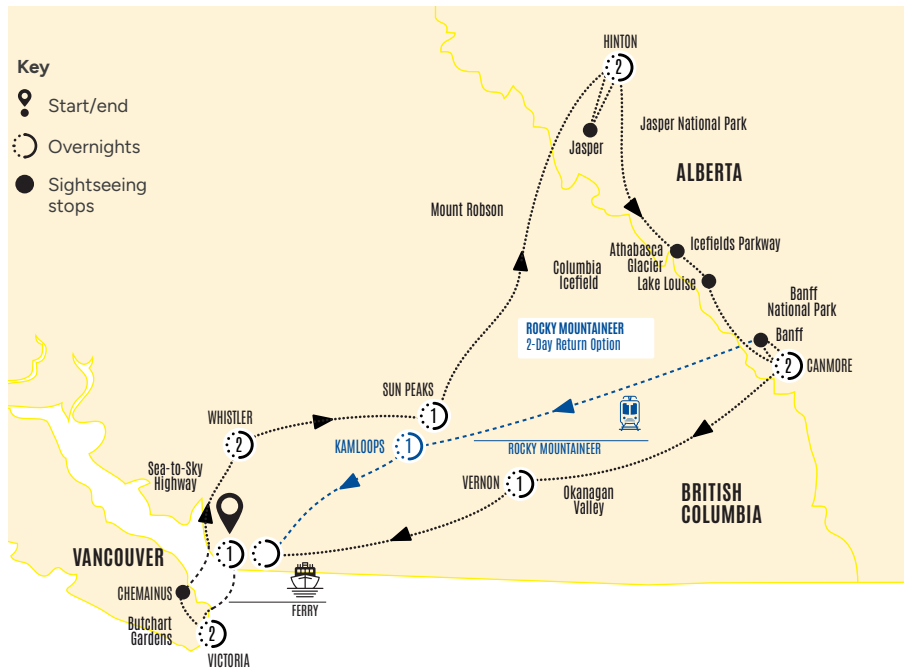 Key
Start/end
Overnights
Sightseeing
stops
HINTON
2
Jasper
Jasper National Park
ALBERTA
Mount Robson
Athabasca
Glacier
Icefields Parkway
Columbia
Icefield
Lake Louise
Banff
National Park
Banff
2
CANMORE
ROCKY MOUNTAINER
2-Day Return Option
SUN PEAKS
1
WHISTLER
2
KAMLOOPS
1
ROCKY MOUNTAINER
Sea-to-Sky
Highway
VERNON
1
Okanagan
Valley
BRITISH
COLUMBIA
VANCOUVER
1
CHEMAINUS
FERRY
Butchart
Gardens
2
VICTORIA